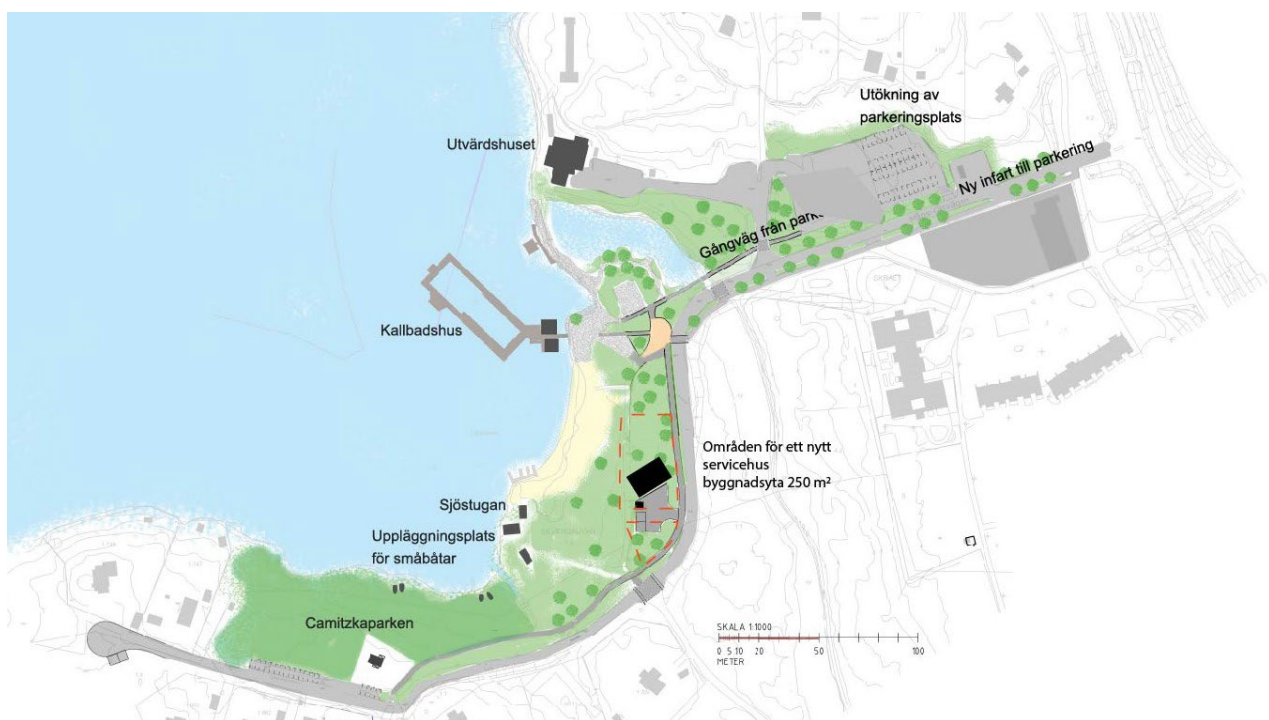 Utökning av
parkeringsplats
Utvärdshuset
Ny infart till parkering
Gångväg från park
Kallbadshus
Områden för ett nytt
servicehus
byggnadsyta 250 m²
Sjöstugan
Uppläggningsplats
för småbåtar
Camitzkaparken
SKALA 1:1000
0 5 10 20 50 100
METER